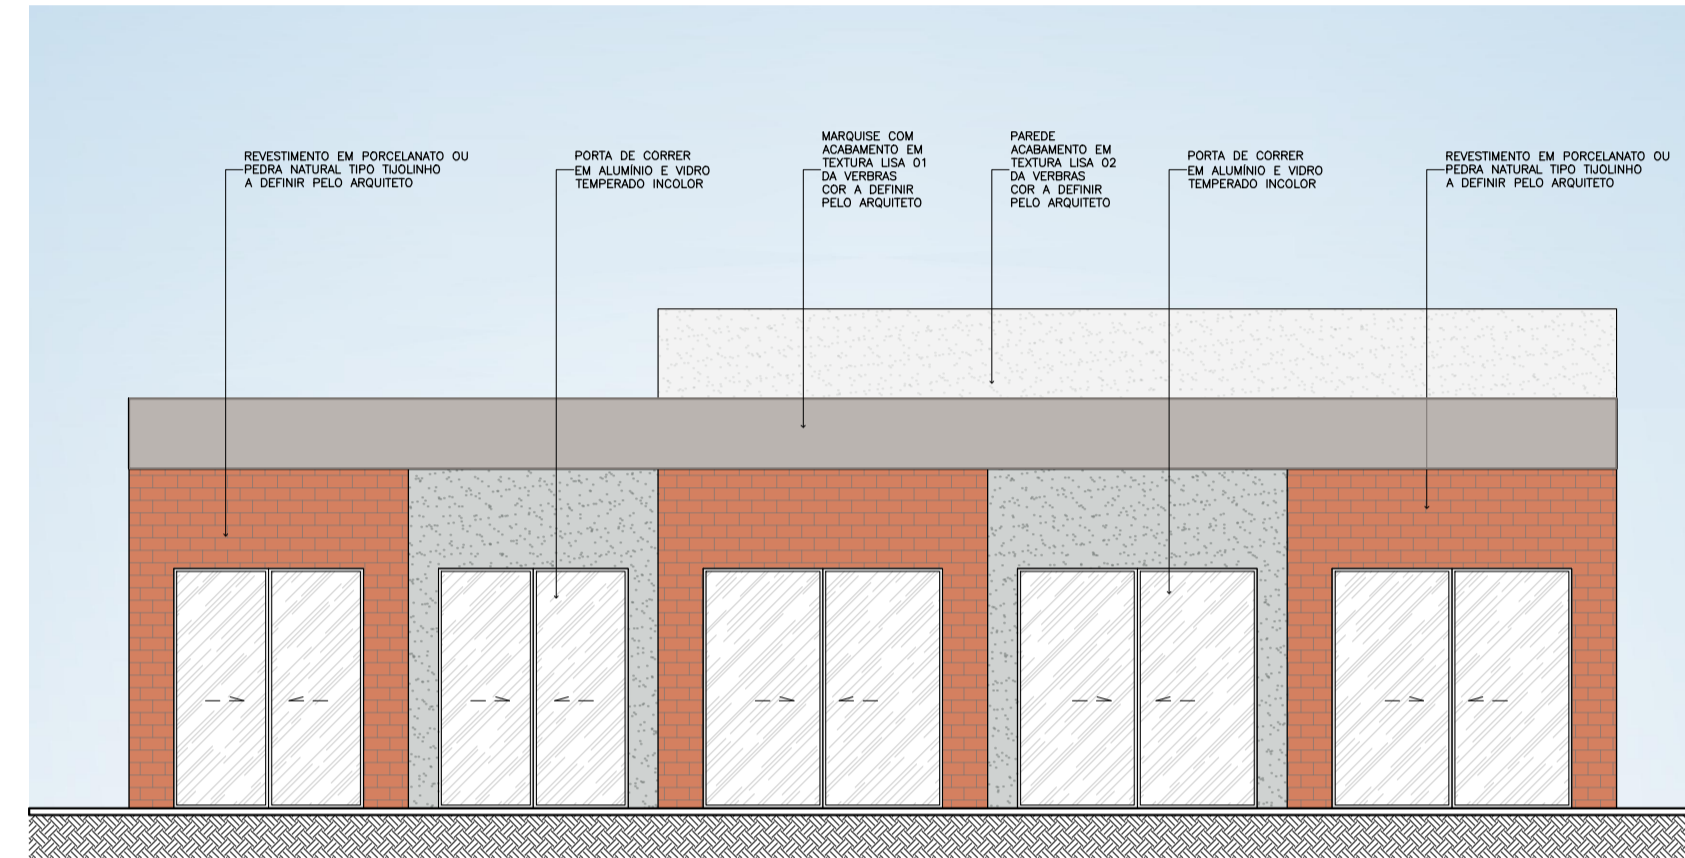 REVESTIMENTO EM PORCELANATO OU
PEDRA NATURAL TIPO TIJOLINHO
A DEFINIR PELO ARQUITETO
PORTA DE CORRER
EM ALUMÍNIO E VIDRO
TEMPERADO INCOLOR
MARQUISE COM
ACABAMENTO EM
TEXTURA LISA 01
DA VERBRAS
COR A DEFINIR
PELO ARQUITETO
PAREDE
ACABAMENTO EM
TEXTURA LISA 02
DA VERBRAS
COR A DEFINIR
PELO ARQUITETO
PORTA DE CORRER
EM ALUMÍNIO E VIDRO
TEMPERADO INCOLOR
REVESTIMENTO EM PORCELANATO OU
PEDRA NATURAL TIPO TIJOLINHO
A DEFINIR PELO ARQUITETO